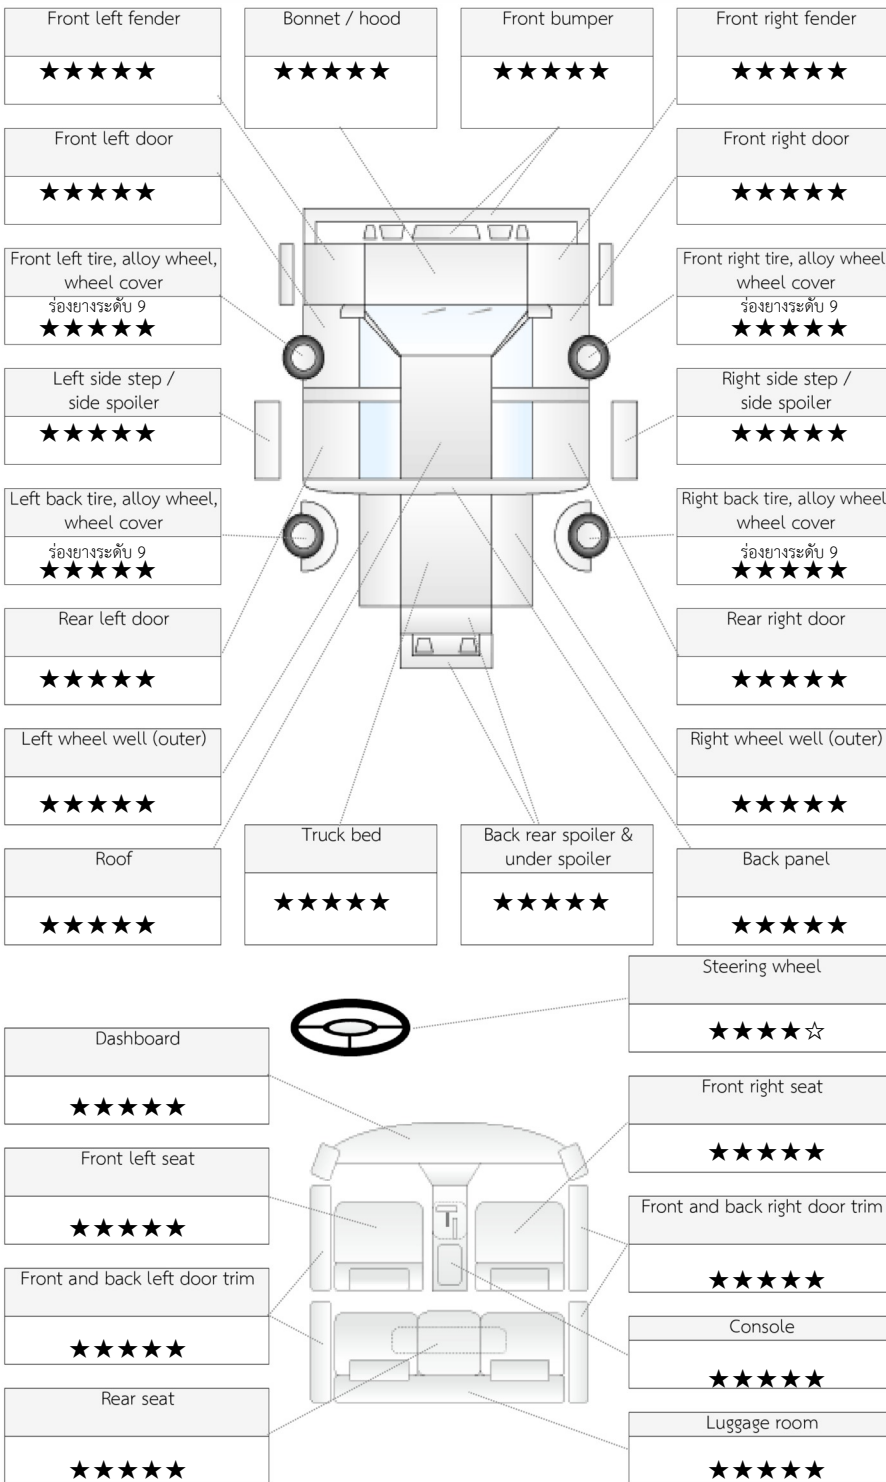 Front left fender
★★★★★
Bonnet / hood
★★★★★
Front bumper
★★★★★
Front right fender
★★★★★
Front left door
★★★★★
Front right door
★★★★★
Front left tire, alloy wheel,
wheel cover
ร่องยางระดับ 9
★★★★★
Front right tire, alloy wheel
wheel cover
ร่องยางระดับ 9
★★★★★
Left side step /
side spoiler
★★★★★
Right side step /
side spoiler
★★★★★
Left back tire, alloy wheel,
wheel cover
ร่องยางระดับ 9
★★★★★
Right back tire, alloy wheel
wheel cover
ร่องยางระดับ 9
★★★★★
Rear left door
★★★★★
Rear right door
★★★★★
Left wheel well (outer)
★★★★★
Right wheel well (outer)
★★★★★
Roof
★★★★★
Truck bed
★★★★★
Back rear spoiler &
under spoiler
★★★★★
Back panel
★★★★★
Steering wheel
★★★★☆
Dashboard
★★★★★
Front right seat
★★★★★
Front left seat
★★★★★
Front and back right door trim
★★★★★
Front and back left door trim
★★★★★
Console
★★★★★
Rear seat
★★★★★
Luggage room
★★★★★